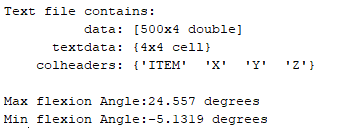 Text file contains:
data: [500x4 double]
textdata: {4x4 cell}
colheaders: {'ITEM' 'X' 'Y' 'Z'}
Max flexion Angle:24.557 degrees
Min flexion Angle:-5.1319 degrees